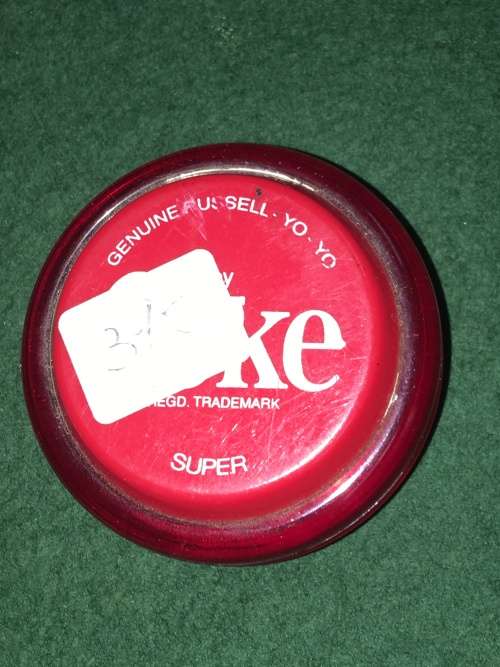 GENUINE RUSSELL - YO - YO
ke
REGD. TRADEMARK
SUPER